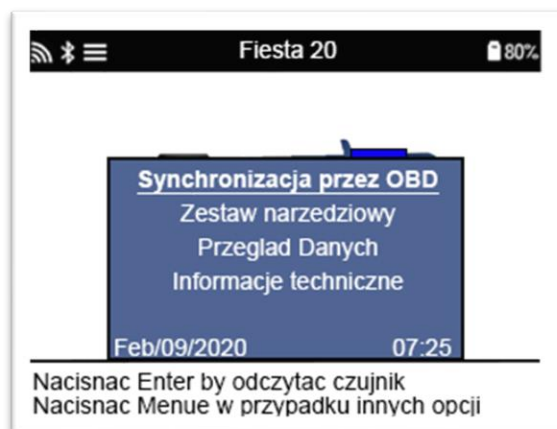 Fiesta 20
80%
Synchronizacja przez OBD
Zestaw narzedziowy
Przeglad Danych
Informacje techniczne
Feb/09/2020 07:25
Nacisnac Enter by odczytac czujnik
Nacisnac Menue w przypadku innych opcji